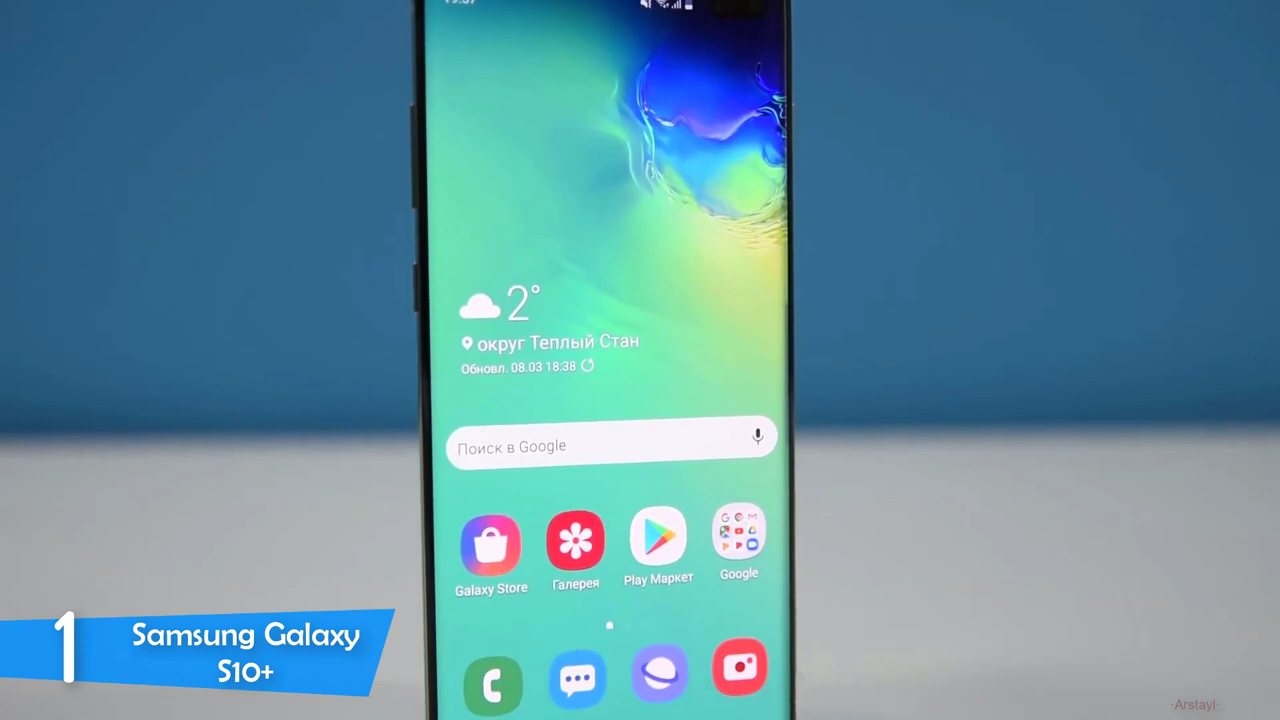 2°
округ Теплый Стан
Обновл. 08.03 18:38
Поиск в Google
Galaxy Store
Галерея
Play Маркет
Google
1
Samsung Galaxy
S10+
·Arstayl·